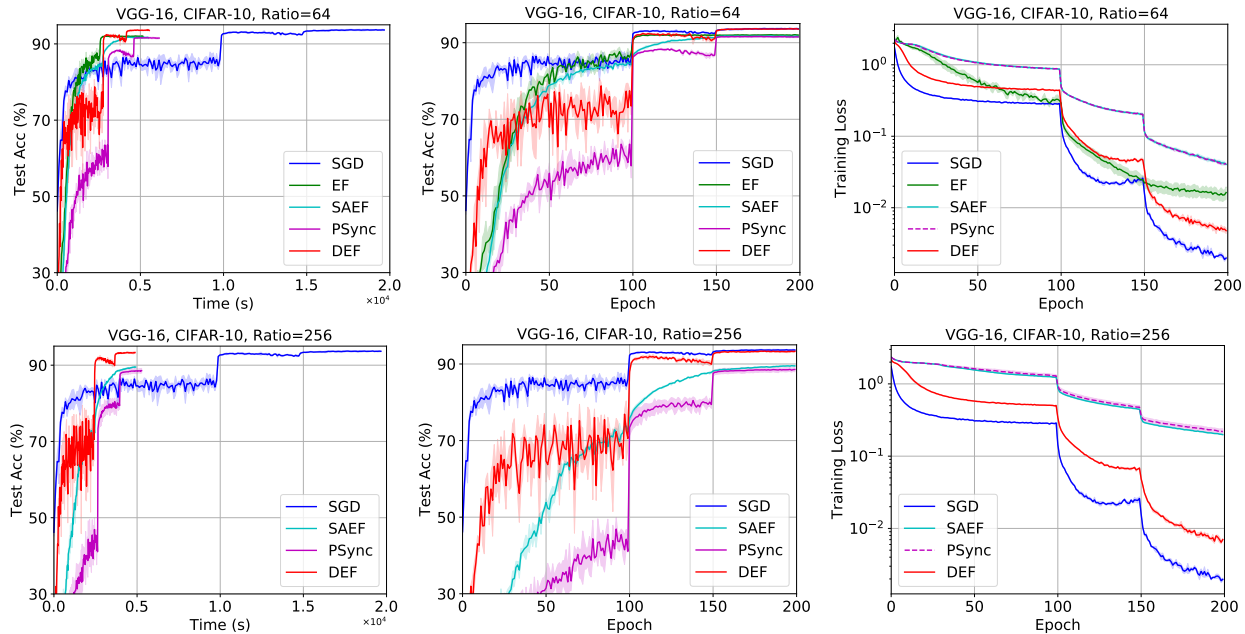 VGG-16, CIFAR-10, Ratio=64
Test Acc (%)
90
70
50
30
0.0 0.5 1.0 1.5 2.0
×10⁴
Time (s)
SGD
EF
SAEF
PSync
DEF
VGG-16, CIFAR-10, Ratio=64
Test Acc (%)
90
70
50
30
0 50 100 150 200
Epoch
SGD
EF
SAEF
PSync
DEF
VGG-16, CIFAR-10, Ratio=64
Training Loss
10⁰
10⁻¹
10⁻²
0 50 100 150 200
Epoch
SGD
EF
SAEF
PSync
DEF
VGG-16, CIFAR-10, Ratio=256
Test Acc (%)
90
70
50
30
0.0 0.5 1.0 1.5 2.0
×10⁴
Time (s)
SGD
SAEF
PSync
DEF
VGG-16, CIFAR-10, Ratio=256
Test Acc (%)
90
70
50
30
0 50 100 150 200
Epoch
SGD
SAEF
PSync
DEF
VGG-16, CIFAR-10, Ratio=256
Training Loss
10⁰
10⁻¹
10⁻²
0 50 100 150 200
Epoch
SGD
SAEF
PSync
DEF